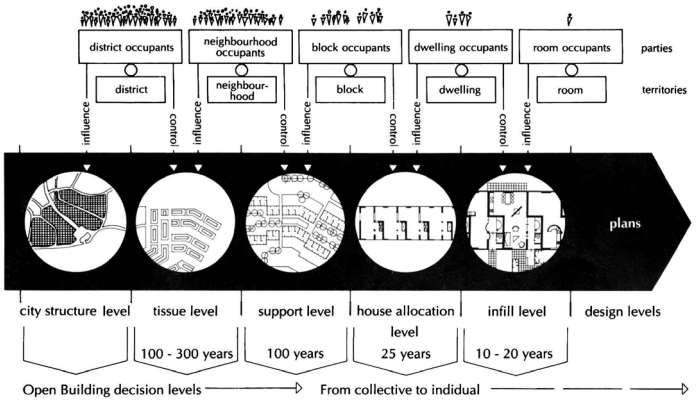 district occupants
neighbourhood
occupants
block occupants
dwelling occupants
room occupants
parties
district
neighbour-
hood
block
dwelling
room
territories
influence
control
influence
control
influence
control
influence
control
influence
plans
city structure level
tissue level
support level
house allocation
level
infill level
design levels
100 - 300 years
100 years
25 years
10 - 20 years
Open Building decision levels
From collective to indidual